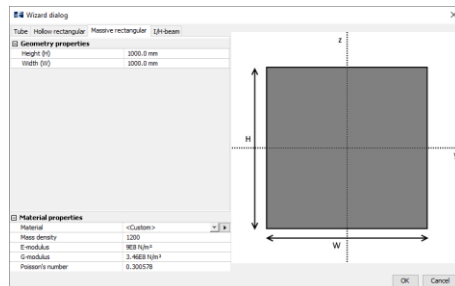 Wizard dialog
Tube Hollow rectangular Massive rectangular I/H-beam
Geometry properties
Height (H) 1000.0 mm
Width (W) 1000.0 mm
z
H
W
Material properties
Material <Custom>
Mass density 1200
E-modulus 9E8 N/m²
G-modulus 3.46E8 N/m²
Poisson's number 0.300578
OK Cancel